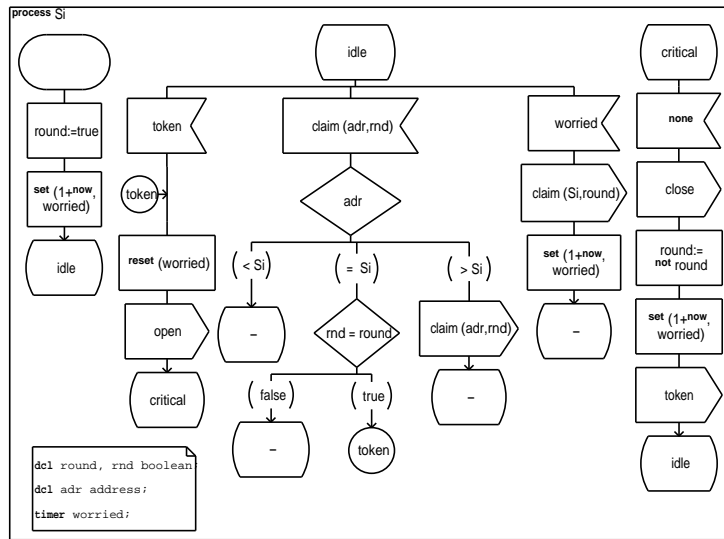 process Si
round:=true
set (1+now,
worried)
idle
idle
token
token
reset (worried)
open
critical
claim (adr,rnd)
adr
( < Si )
( = Si )
( > Si )
–
rnd = round
claim (adr,rnd)
–
( false )
( true )
–
token
worried
claim (Si,round)
set (1+now,
worried)
–
critical
none
close
round:=
not round
set (1+now,
worried)
token
idle
dcl round, rnd boolean;
dcl adr address;
timer worried;